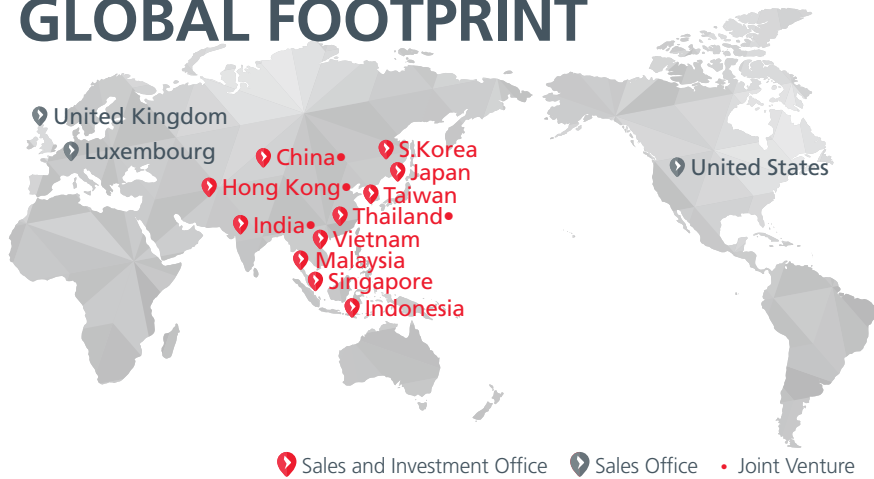 GLOBAL FOOTPRINT
United Kingdom
Luxembourg
China•
S.Korea
Japan
Hong Kong•
Taiwan
Thailand•
India•
Vietnam
Malaysia
Singapore
Indonesia
United States
Sales and Investment Office Sales Office • Joint Venture